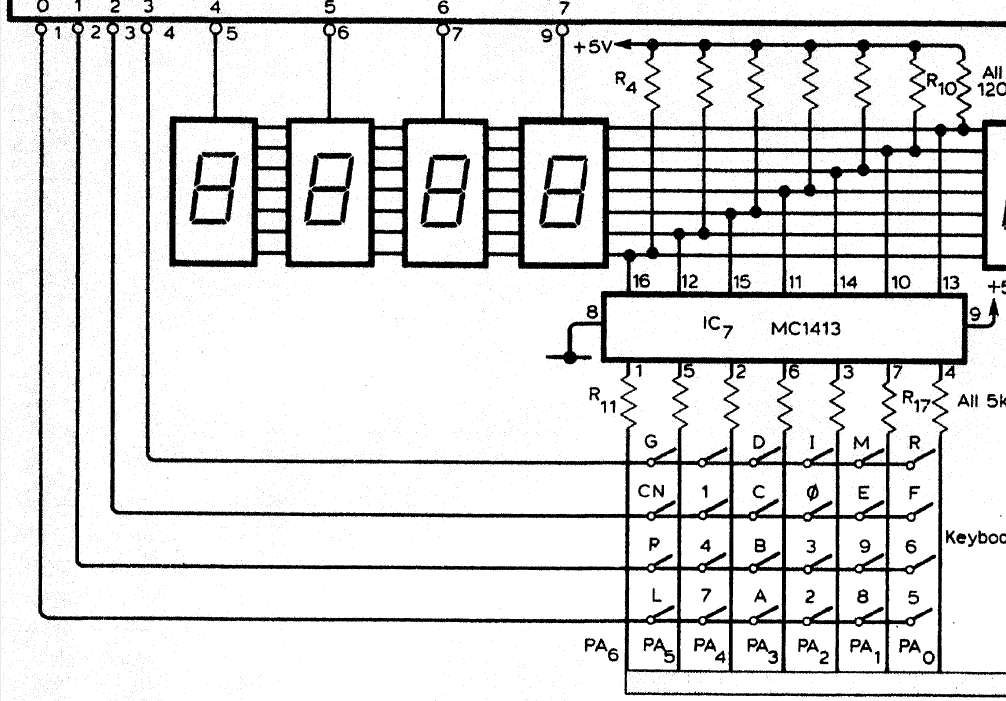 0 1 2 3 4 5 6 7
1 2 3 4 5 6 7 9
+5V
R4 R10 All
120
16 12 15 11 14 10 13
+5
8 IC7 MC1413 9
1 5 2 6 3 7 4
R11 R17 All 5k
G D I M R
CN 1 C Ø E F
P 4 B 3 9 6
L 7 A 2 8 5
PA6 PA5 PA4 PA3 PA2 PA1 PA0